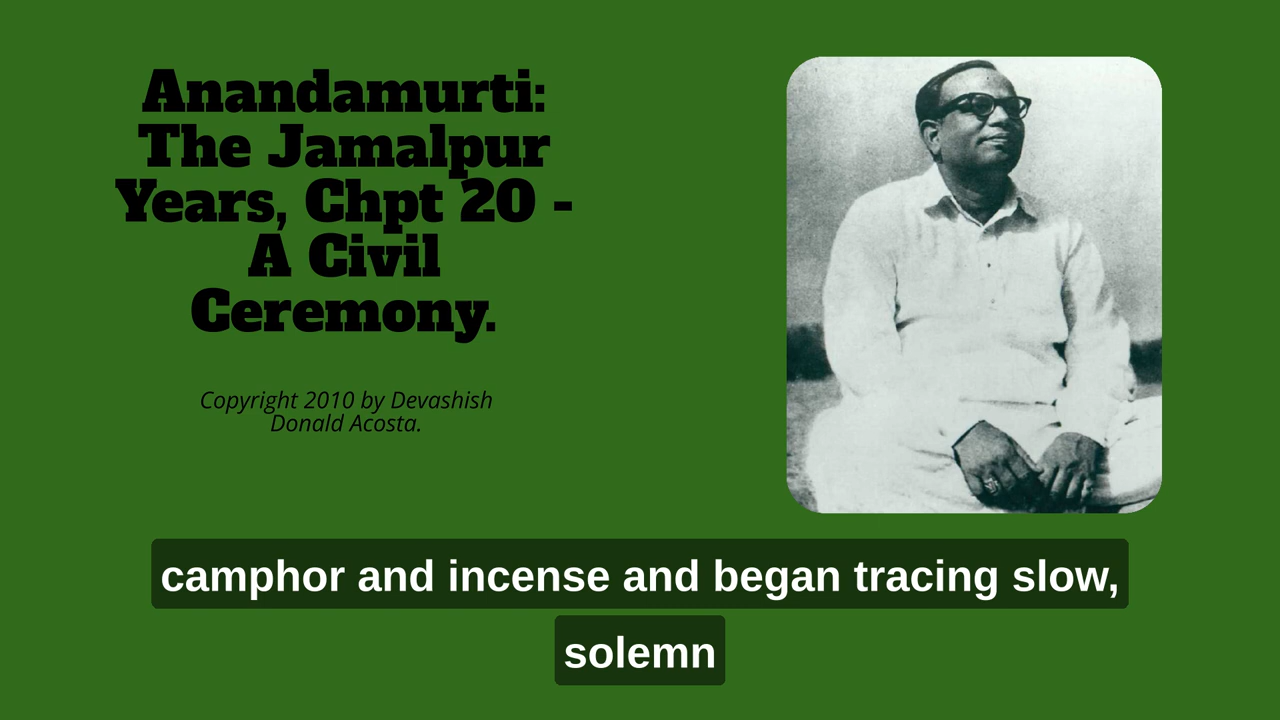 Anandamurti:
The Jamalpur
Years, Chpt 20 -
A Civil
Ceremony.
Copyright 2010 by Devashish
Donald Acosta.
camphor and incense and began tracing slow,
solemn